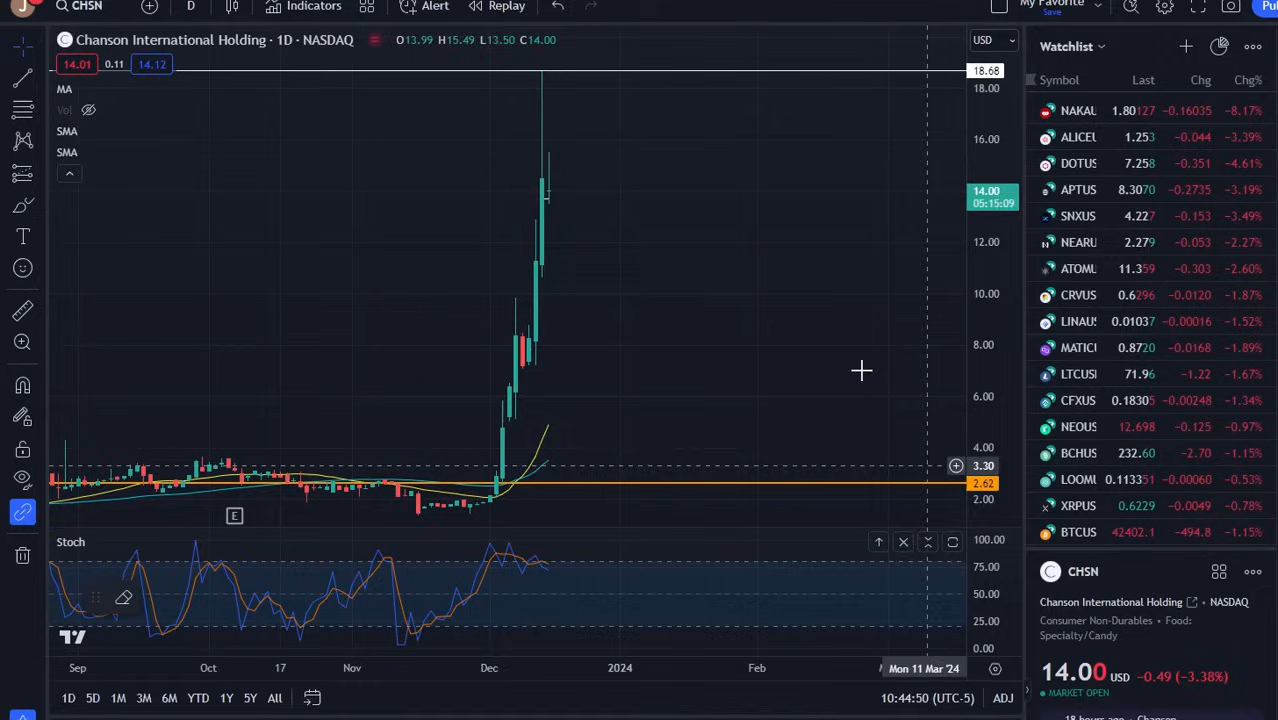 J
CHSN
D
Indicators
Alert
Replay
My Favorite
Save
Chanson International Holding · 1D · NASDAQ
O13.99 H15.49 L13.50 C14.00
USD
14.01 0.11 14.12
MA
Vol
SMA
SMA
18.68
18.00
16.00
14.00
05:15:09
12.00
10.00
8.00
6.00
4.00
3.30
2.62
2.00
E
Stoch
100.00
75.00
50.00
25.00
0.00
Sep Oct 17 Nov Dec 2024 Feb Mon 11 Mar '24
1D 5D 1M 3M 6M YTD 1Y 5Y All
10:44:50 (UTC-5) ADJ
Watchlist
Symbol Last Chg Chg%
NAKAU 1.80127 −0.16035 −8.17%
ALICEU 1.253 −0.044 −3.39%
DOTUS 7.258 −0.351 −4.61%
APTUS 8.3070 −0.2735 −3.19%
SNXUS 4.227 −0.153 −3.49%
NEARU 2.279 −0.053 −2.27%
ATOMU 11.359 −0.303 −2.60%
CRVUS 0.6296 −0.0120 −1.87%
LINAUS 0.01037 −0.00016 −1.52%
MATICU 0.8720 −0.0168 −1.89%
LTCUSI 71.96 −1.22 −1.67%
CFXUS 0.18305 −0.00248 −1.34%
NEOUS 12.698 −0.125 −0.97%
BCHUS 232.60 −2.70 −1.15%
LOOMU 0.113351 −0.00060 −0.53%
XRPUS 0.6229 −0.0049 −0.78%
BTCUS 42402.1 −494.8 −1.15%
C CHSN
Chanson International Holding · NASDAQ
Consumer Non-Durables • Food:
Specialty/Candy
14.00 USD −0.49 (−3.38%)
MARKET OPEN
18 hours ago · Chanson